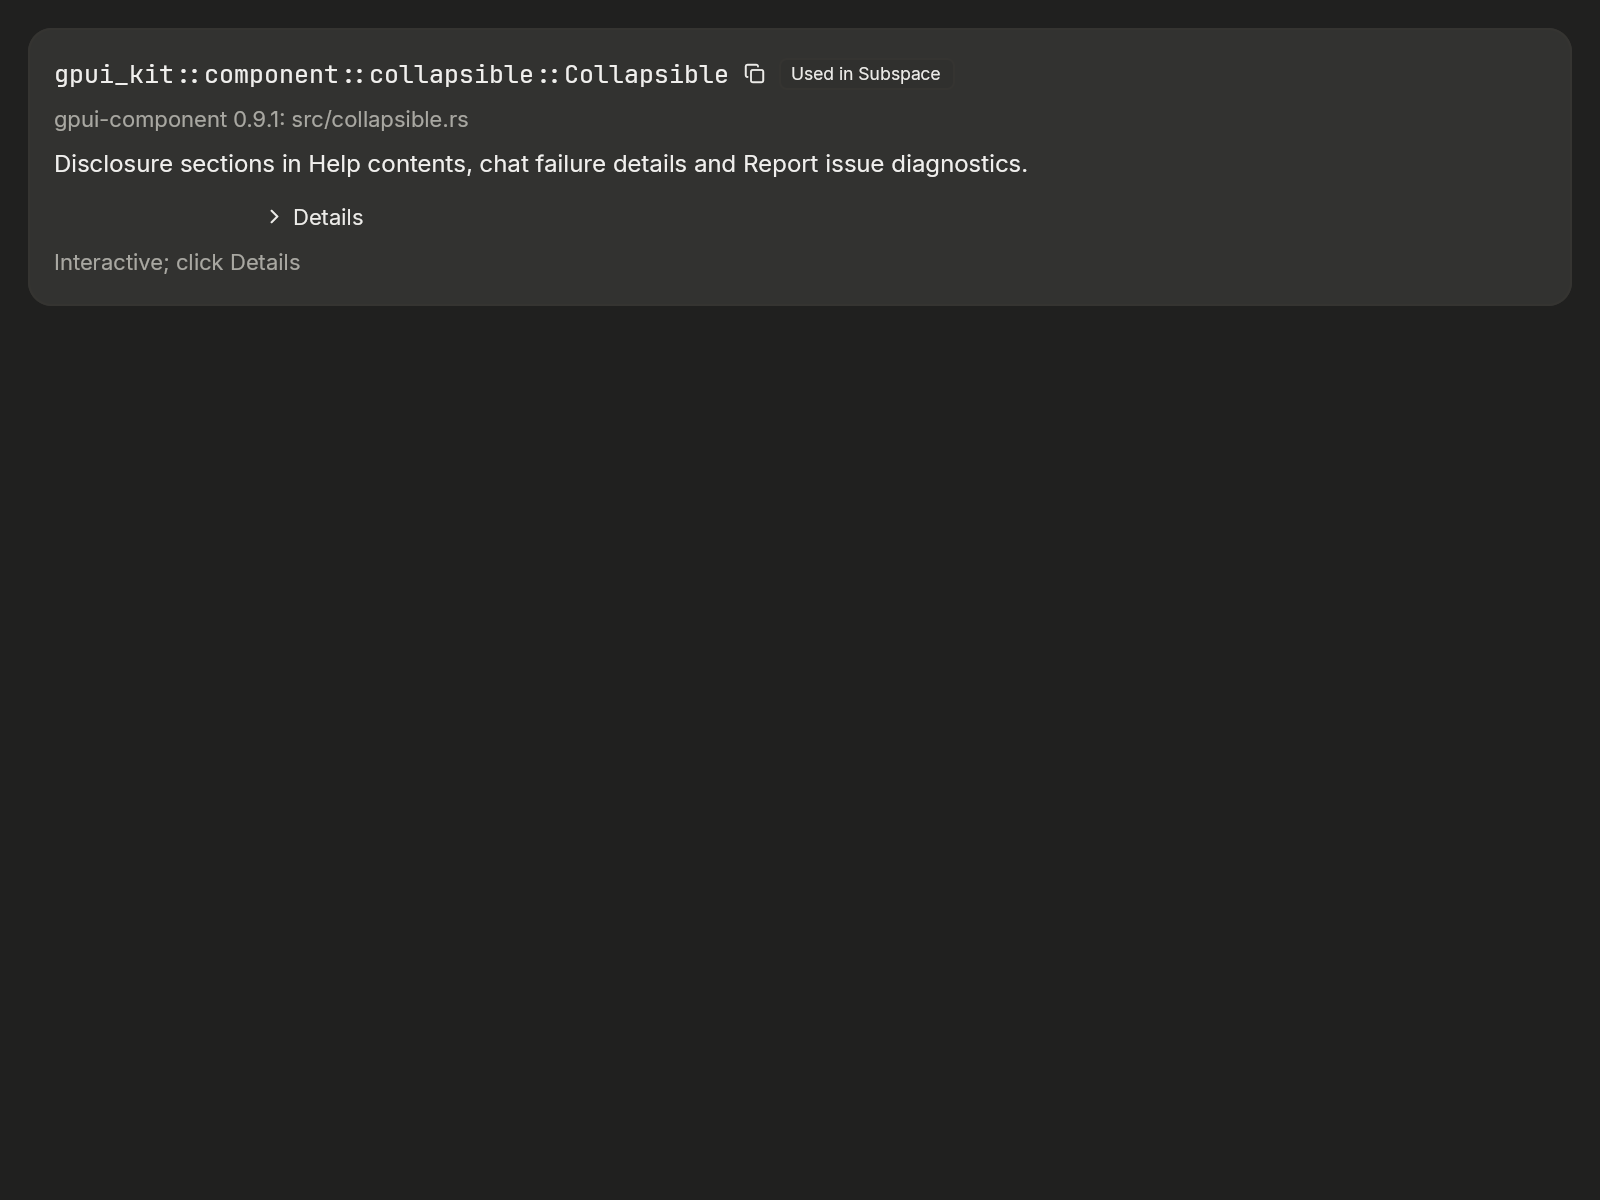 gpui_kit::component::collapsible::Collapsible Used in Subspace
gpui-component 0.9.1: src/collapsible.rs
Disclosure sections in Help contents, chat failure details and Report issue diagnostics.
Details
Interactive; click Details